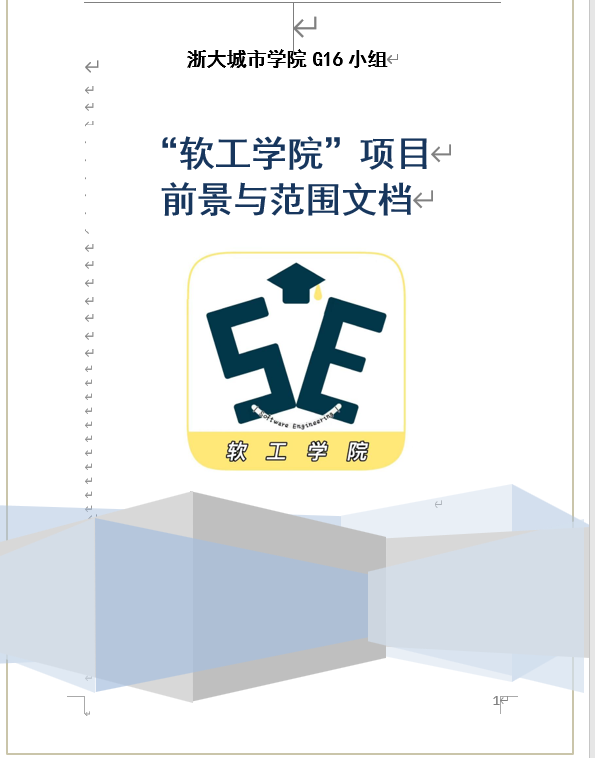 浙大城市学院 G16 小组
“软工学院”项目
前景与范围文档
SE
Software Engineering
软工学院
1